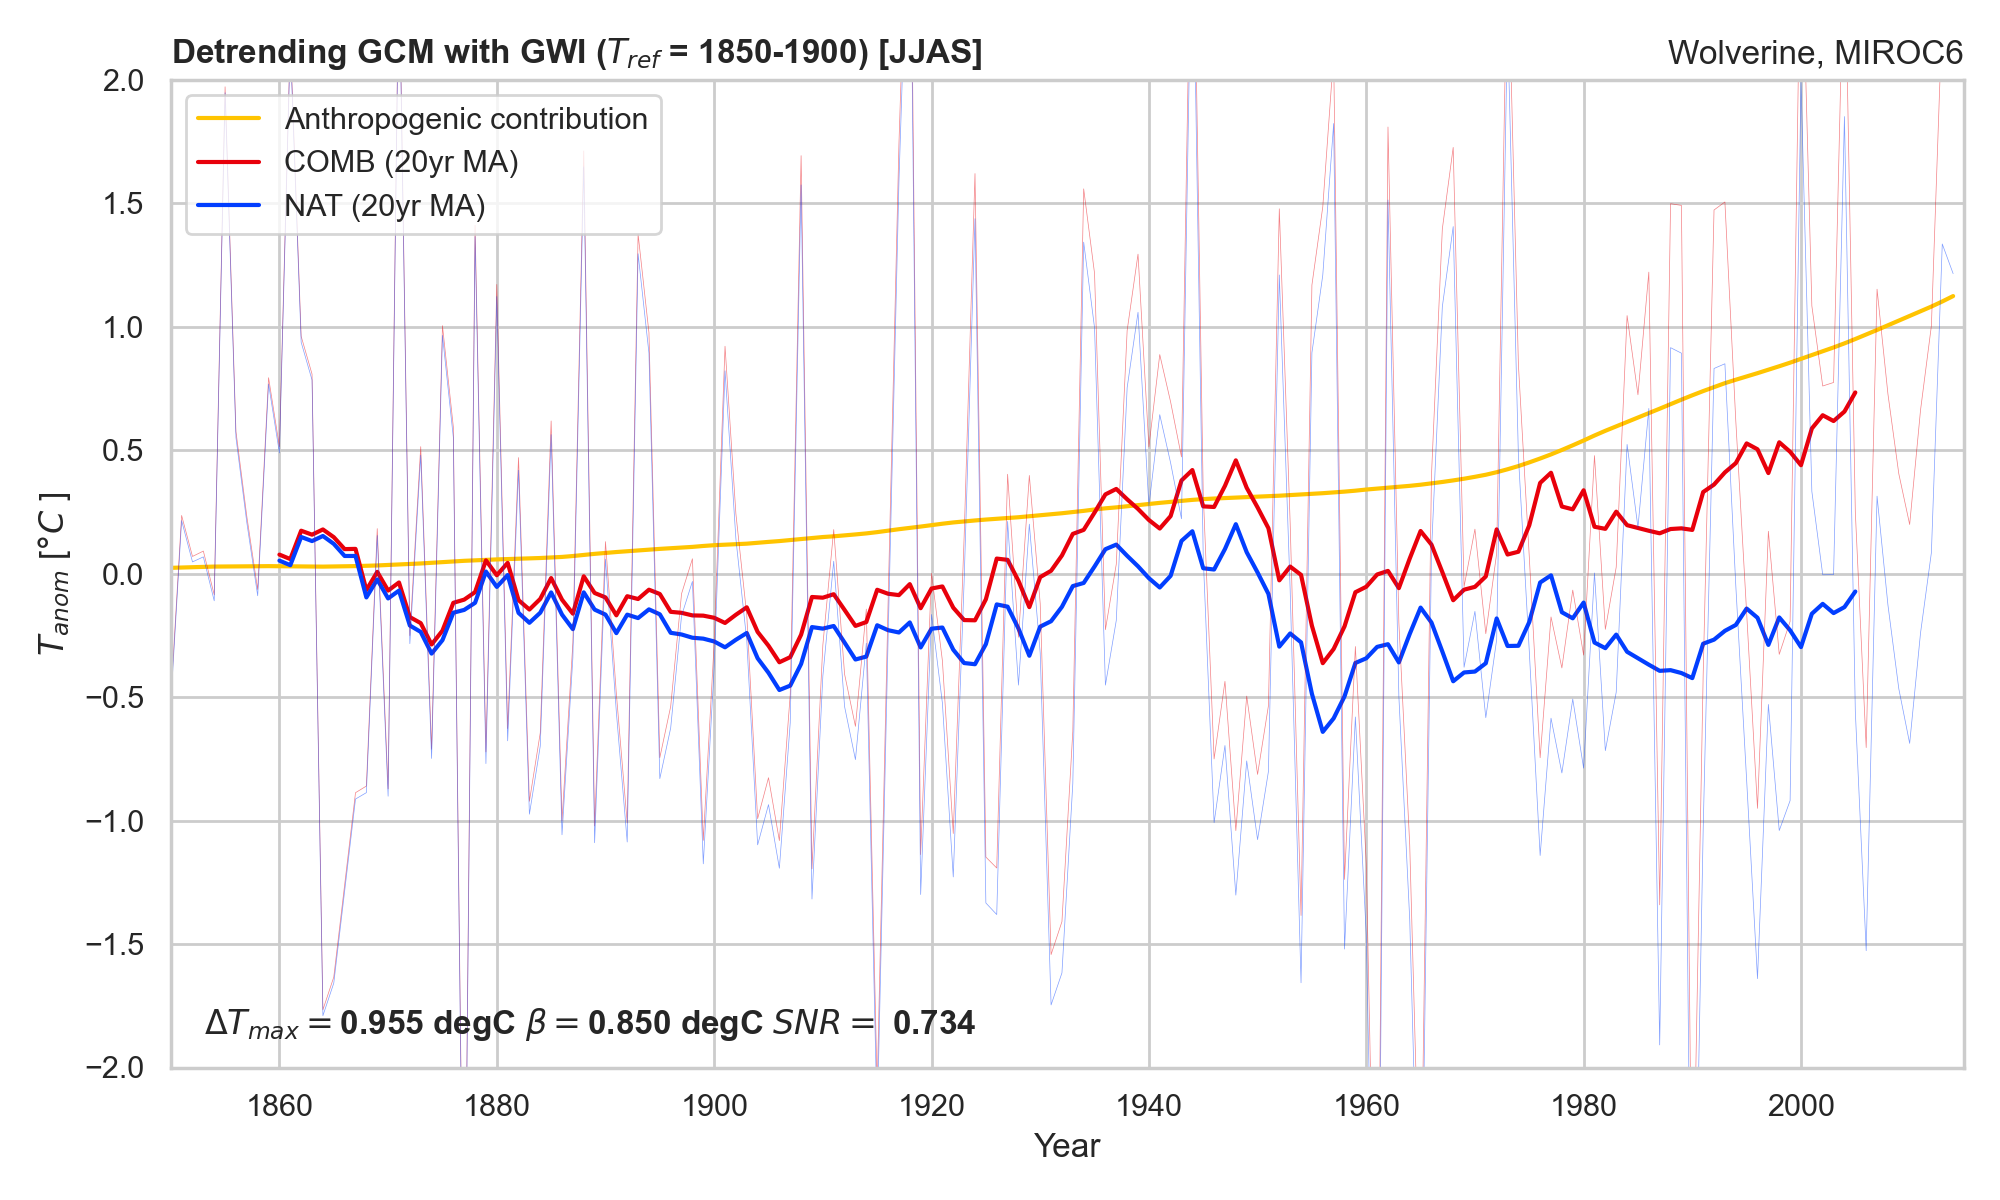 Detrending GCM with GWI (T_ref = 1850-1900) [JJAS]
Wolverine, MIROC6
2.0
1.5
1.0
0.5
0.0
−0.5
−1.0
−1.5
−2.0
T_anom [°C]
Anthropogenic contribution
COMB (20yr MA)
NAT (20yr MA)
ΔT_max = 0.955 degC β = 0.850 degC SNR = 0.734
1860 1880 1900 1920 1940 1960 1980 2000
Year